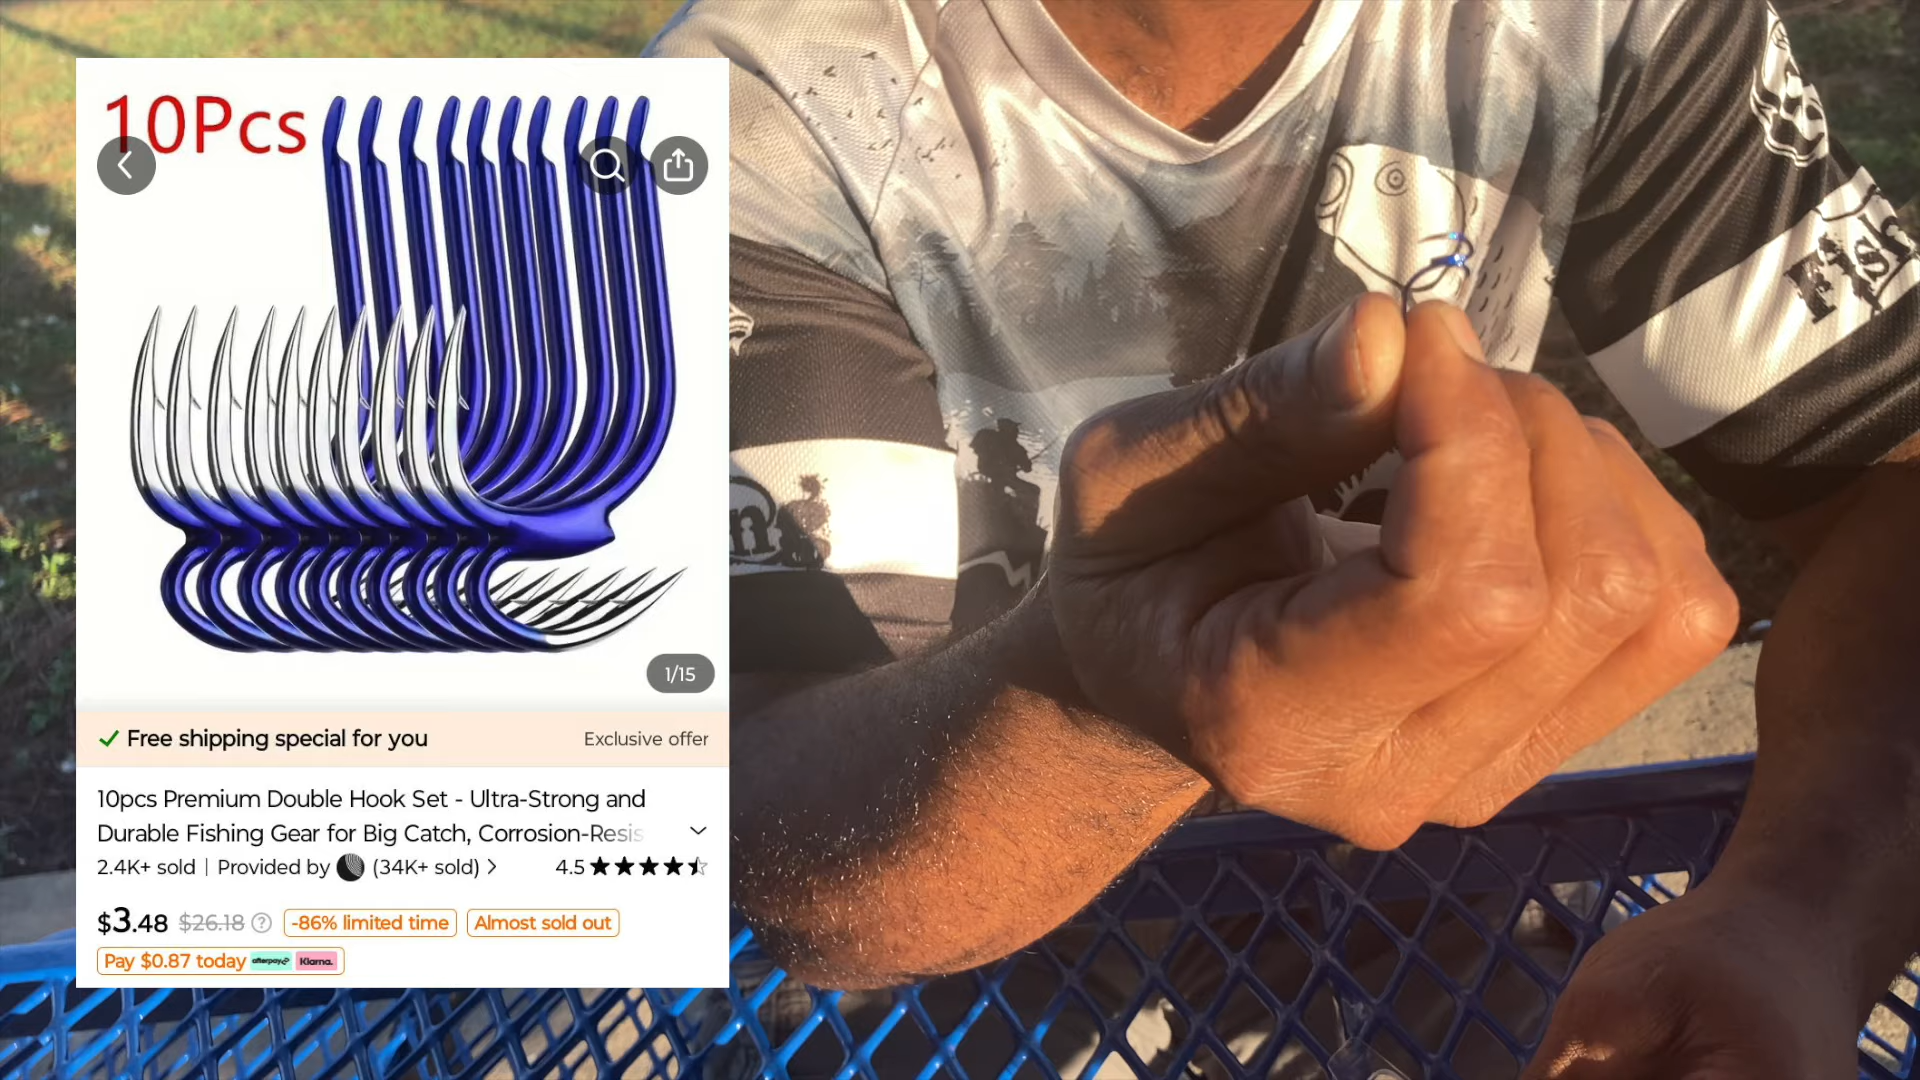 10Pcs
1/15
Free shipping special for you
Exclusive offer
10pcs Premium Double Hook Set - Ultra-Strong and
Durable Fishing Gear for Big Catch, Corrosion-Resis
2.4K+ sold | Provided by (34K+ sold) >
4.5
$3.48 $26.18 ? -86% limited time Almost sold out
Pay $0.87 today afterpay Klarna.
Fish